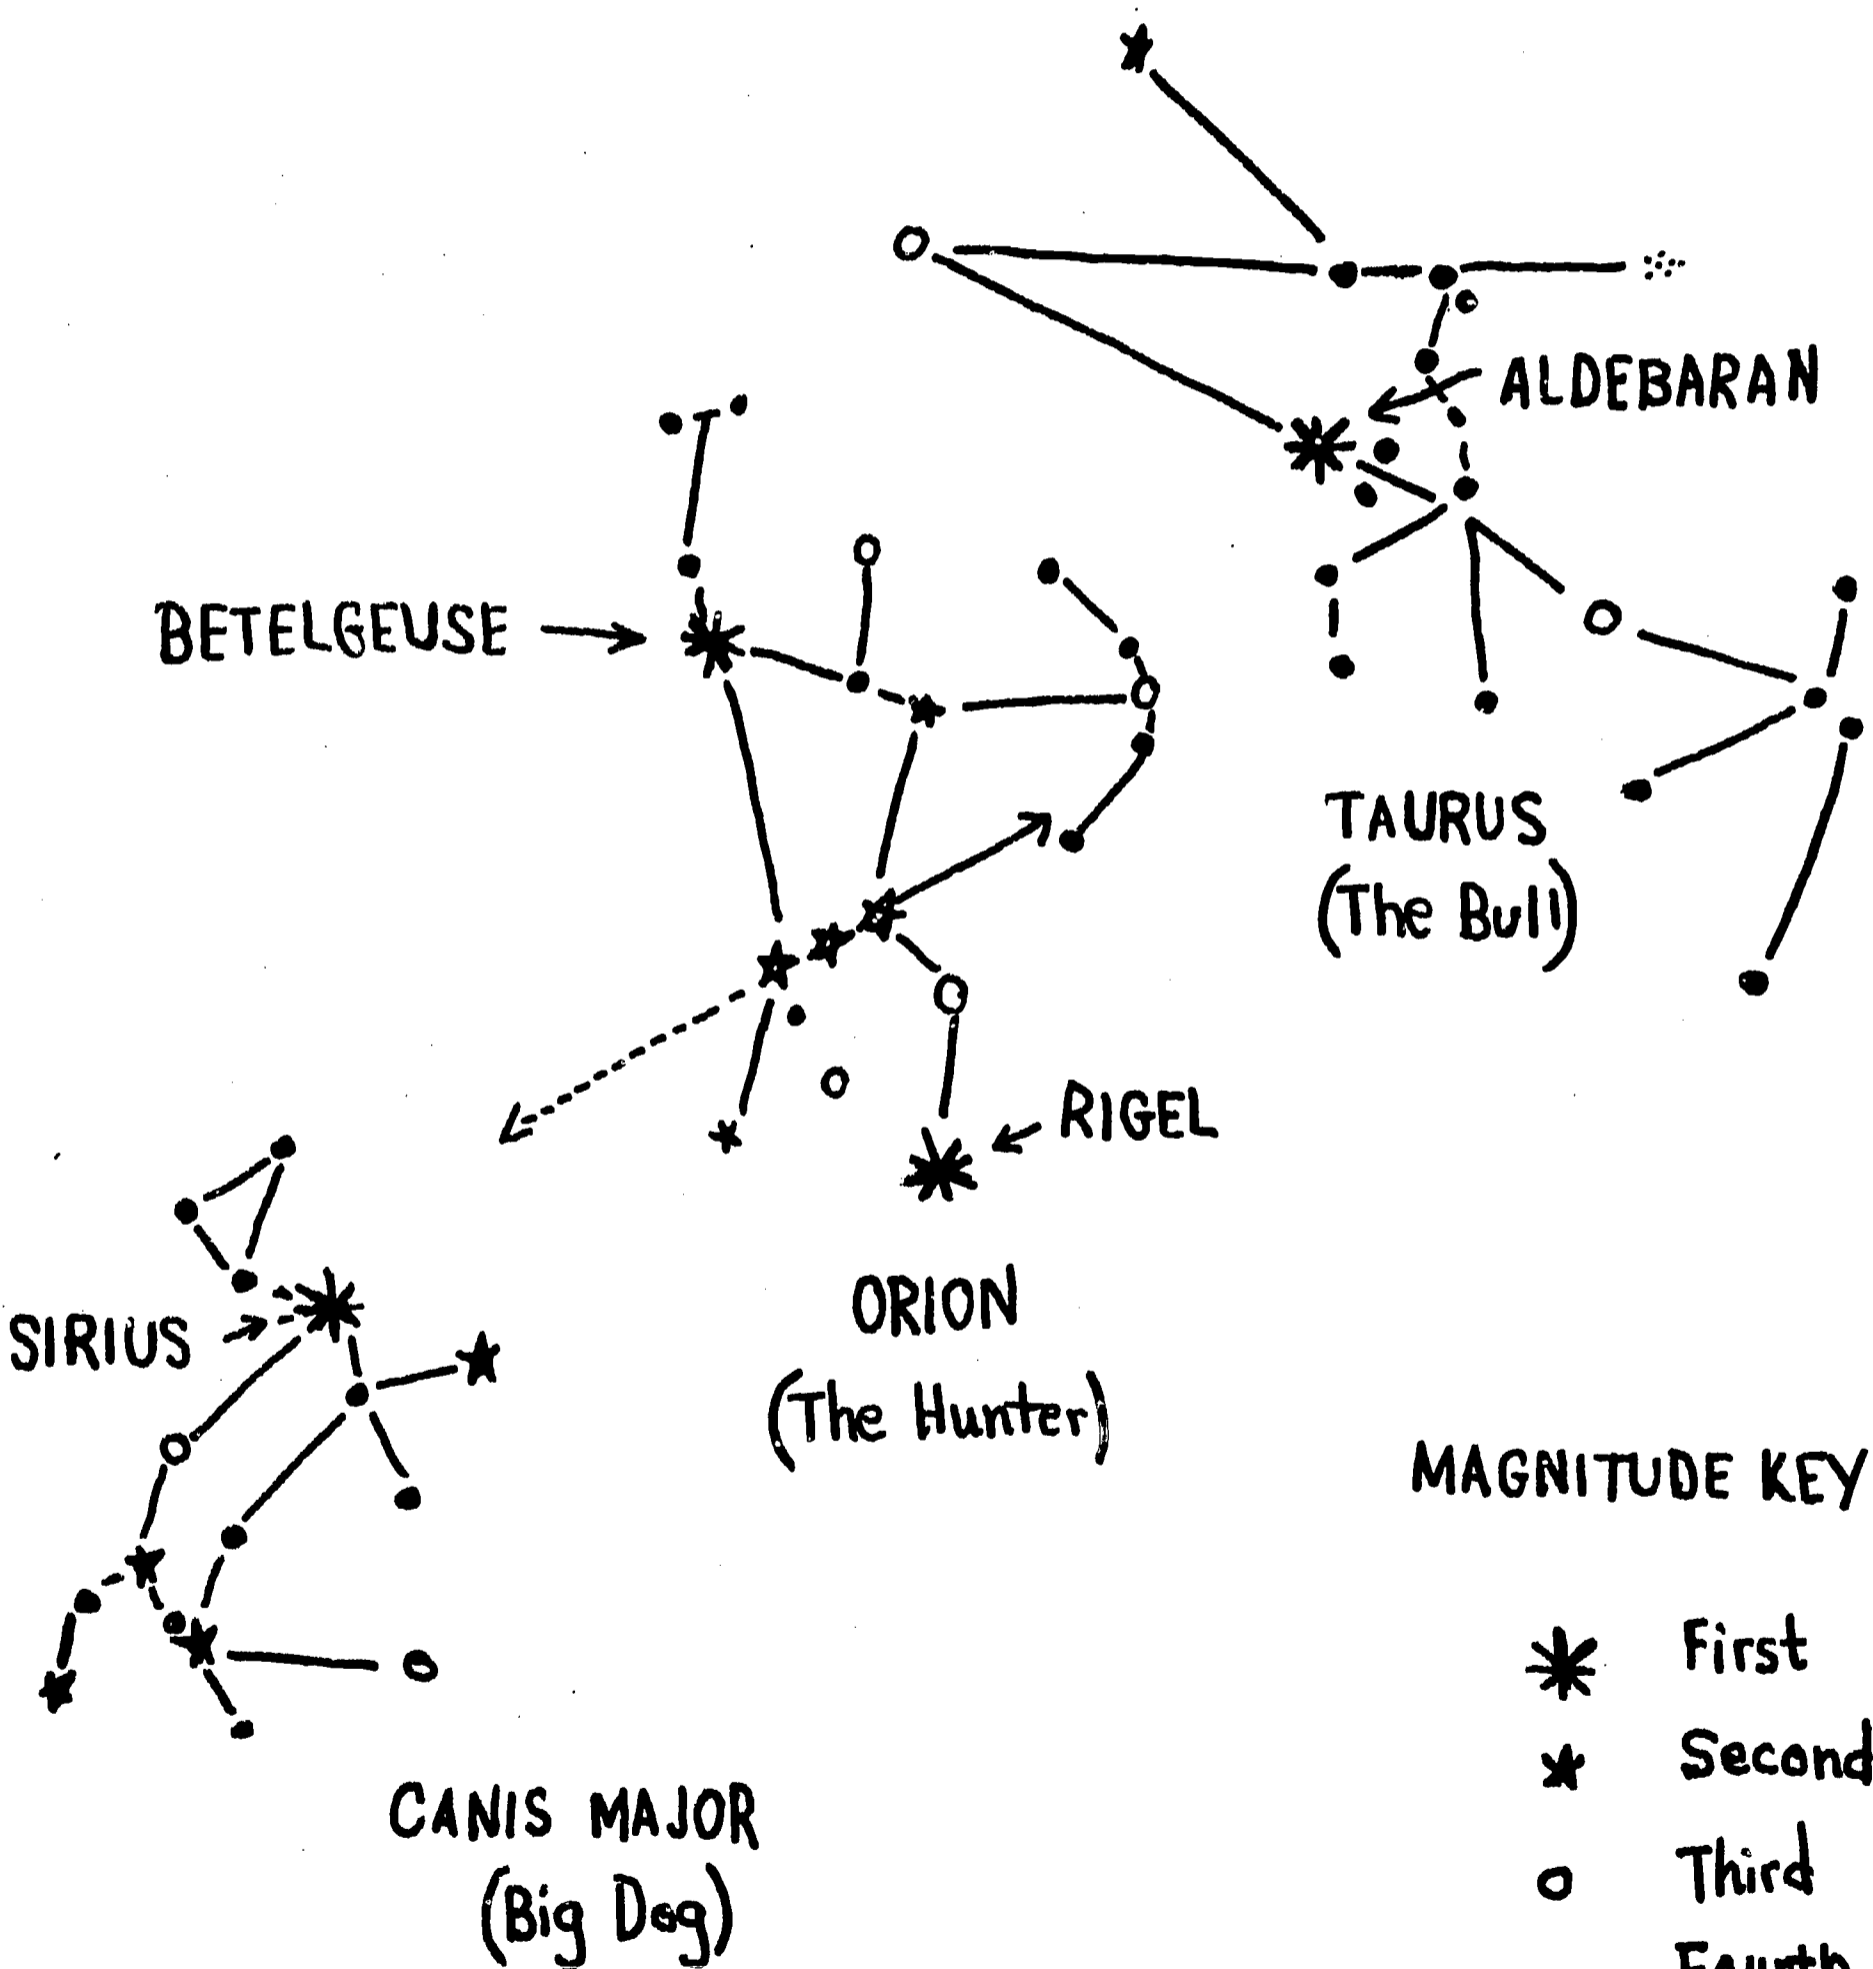 ALDEBARAN
BETELGEUSE
TAURUS
(The Bull)
RIGEL
SIRIUS
ORION
(The Hunter)
MAGNITUDE KEY
First
Second
Third
Fourth
CANIS MAJOR
(Big Dog)